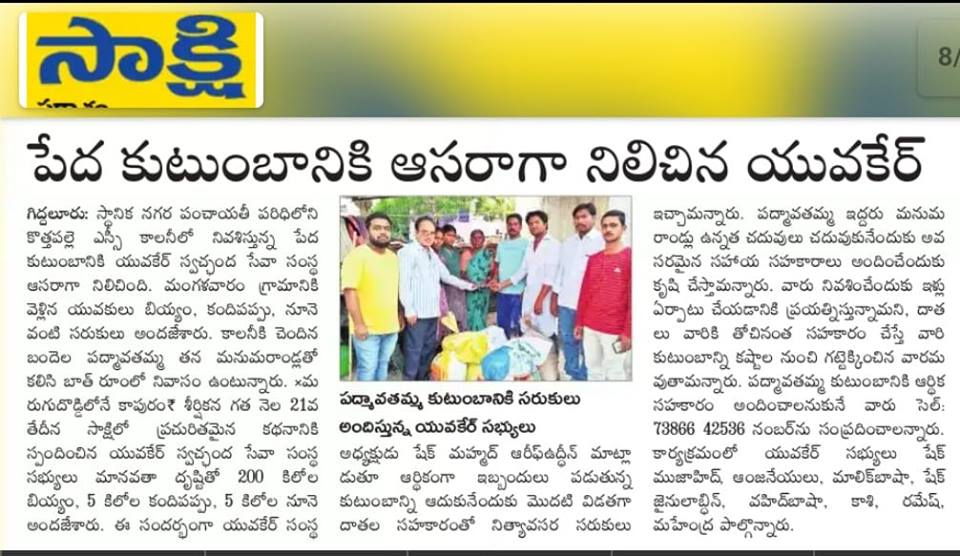 సాక్షి
8/
పేద కుటుంబానికి ఆసరాగా నిలిచిన యువకేర్
గిద్దలూరు: స్థానిక నగర పంచాయతీ పరిధిలోని
కొత్తపల్లె ఎస్సీ కాలనీలో నివశిస్తున్న పేద
కుటుంబానికి యువకేర్ స్వచ్ఛంద సేవా సంస్థ
ఆసరాగా నిలిచింది. మంగళవారం గ్రామానికి
వెళ్లిన యువకులు బియ్యం, కందిపప్పు, నూనె
వంటి సరుకులు అందజేశారు. కాలనీకి చెందిన
బందెల పద్మావతమ్మ తన మనుమరాండ్లతో
కలిసి బాత్ రూంలో నివాసం ఉంటున్నారు. ×మ
రుగుదొడ్డిలోనే కాపురం₹ శీర్షికన గత నెల 21వ
తేదీన సాక్షిలో ప్రచురితమైన కథనానికి
స్పందించిన యువకేర్ స్వచ్ఛంద సేవా సంస్థ
సభ్యులు మానవతా దృష్టితో 200 కిలోల
బియ్యం, 5 కిలోల కందిపప్పు, 5 కిలోల నూనె
అందజేశారు. ఈ సందర్భంగా యువకేర్ సంస్థ
పద్మావతమ్మ కుటుంబానికి సరుకులు
అందిస్తున్న యువకేర్ సభ్యులు
అధ్యక్షుడు షేక్ మహ్మద్ ఆరీఫ్ఉద్ధీన్ మాట్లా
డుతూ ఆర్థికంగా ఇబ్బందులు పడుతున్న
కుటుంబాన్ని ఆదుకునేందుకు మొదటి విడతగా
దాతల సహకారంతో నిత్యావసర సరుకులు
ఇచ్చామన్నారు. పద్మావతమ్మ ఇద్దరు మనుమ
రాండ్లు ఉన్నత చదువులు చదువుకునేందుకు అవ
సరమైన సహాయ సహకారాలు అందించేందుకు
కృషి చేస్తామన్నారు. వారు నివశించేందుకు ఇళ్లు
ఏర్పాటు చేయడానికి ప్రయత్నిస్తున్నామని, దాత
లు వారికి తోచినంత సహకారం చేస్తే వారి
కుటుంబాన్ని కష్టాల నుంచి గట్టెక్కించిన వారమ
వుతామన్నారు. పద్మావతమ్మ కుటుంబానికి ఆర్థిక
సహకారం అందించాలనుకునే వారు సెల్:
73866 42536 నంబర్‌ను సంప్రదించాలన్నారు.
కార్యక్రమంలో యువకేర్ సభ్యులు షేక్
ముజాహిద్, ఆంజనేయులు, మాలిక్‌బాషా, షేక్
జైనులాబ్ధిన్, వహిద్‌బాషా, కాశి, రమేష్,
మహేంద్ర పాల్గొన్నారు.